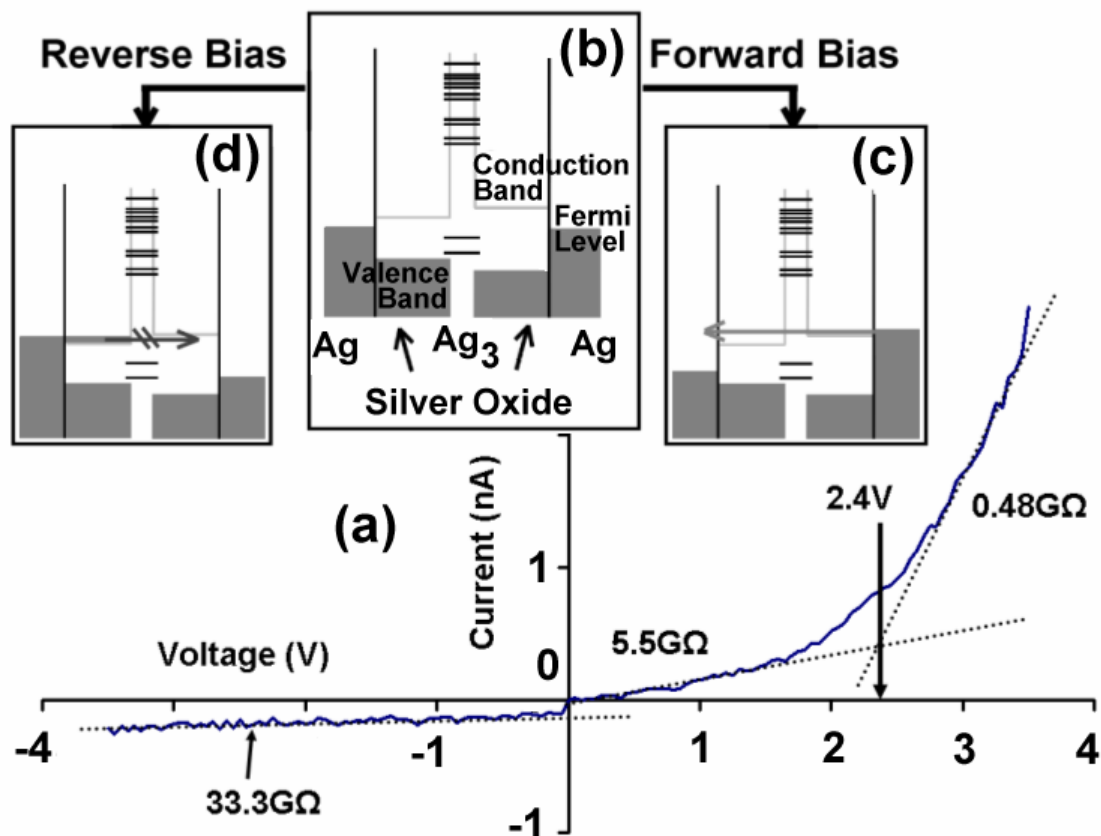 Reverse Bias
(b)
Forward Bias
(d)
(c)
Conduction
Band
Fermi
Level
Valence
Band
Ag
Ag3
Ag
Silver Oxide
(a)
Current (nA)
2.4V
0.48GΩ
1
5.5GΩ
Voltage (V)
0
-4
-1
1
2
3
4
33.3GΩ
-1